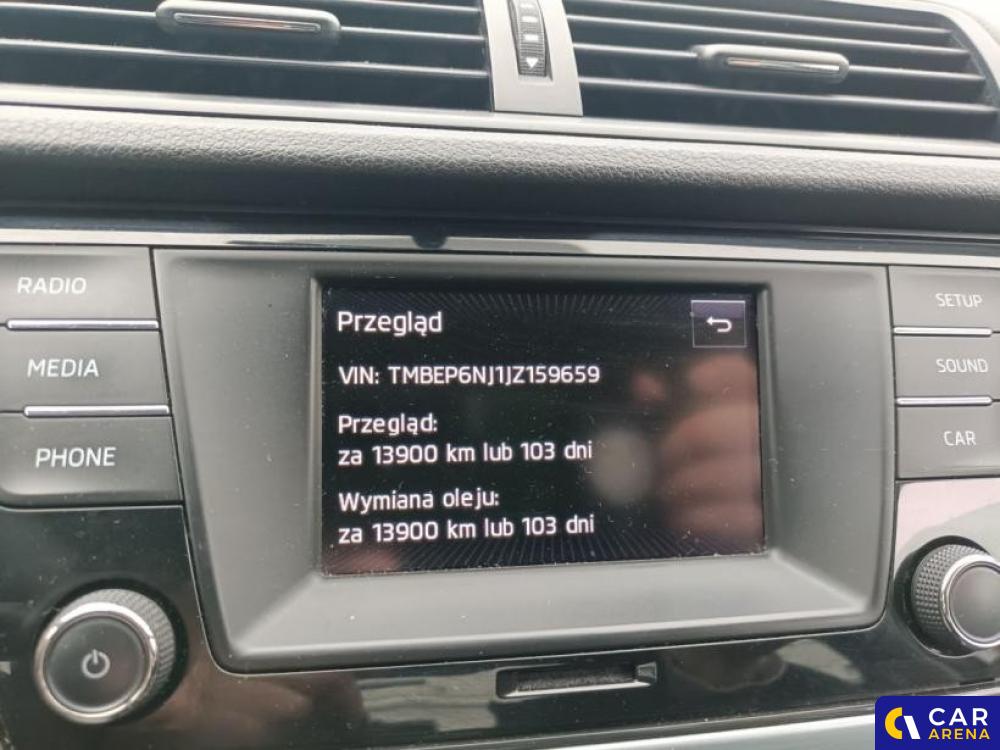 RADIO
MEDIA
PHONE
Przegląd
VIN: TMBEP6NJ1JZ159659
Przegląd:
za 13900 km lub 103 dni
Wymiana oleju:
za 13900 km lub 103 dni
SETUP
SOUND
CAR
CAR
ARENA